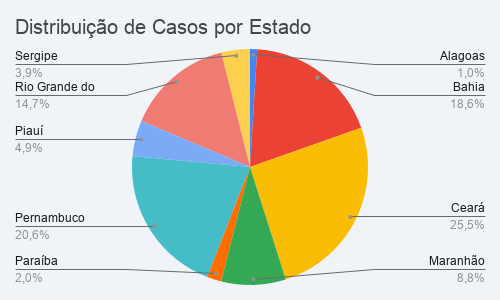 Distribuição de Casos por Estado
Sergipe
3,9%
Rio Grande do
14,7%
Piauí
4,9%
Pernambuco
20,6%
Paraíba
2,0%
Alagoas
1,0%
Bahia
18,6%
Ceará
25,5%
Maranhão
8,8%